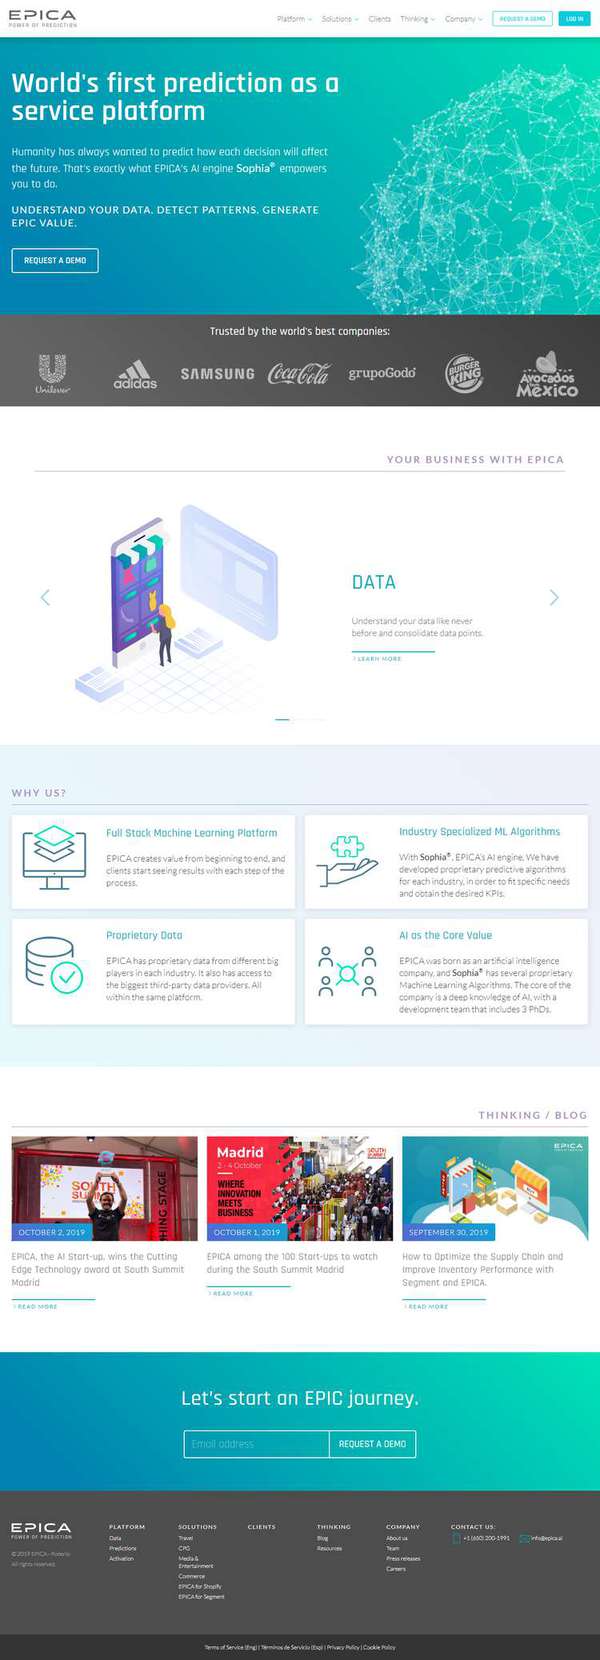 EPICA
POWER OF PREDICTION
Platform Solutions Clients Thinking Company REQUEST A DEMO LOG IN
World's first prediction as a
service platform
Humanity has always wanted to predict how each decision will affect
the future. That's exactly what EPICA's AI engine Sophia® empowers
you to do.
UNDERSTAND YOUR DATA. DETECT PATTERNS. GENERATE
EPIC VALUE.
REQUEST A DEMO
Trusted by the world's best companies:
Unilever adidas SAMSUNG Coca-Cola grupoGodó BURGER KING Avocados From Mexico
YOUR BUSINESS WITH EPICA
DATA
Understand your data like never
before and consolidate data points.
LEARN MORE
WHY US?
Full Stack Machine Learning Platform
EPICA creates value from beginning to end, and
clients start seeing results with each step of the
process.
Industry Specialized ML Algorithms
With Sophia®, EPICA's AI engine. We have
developed proprietary predictive algorithms
for each industry, in order to fit specific needs
and obtain the desired KPIs.
Proprietary Data
EPICA has proprietary data from different big
players in each industry. It also has access to
the biggest third-party data providers. All
within the same platform.
AI as the Core Value
EPICA was born as an artificial intelligence
company, and Sophia® has several proprietary
Machine Learning Algorithms. The core of the
company is a deep knowledge of AI, with a
development team that includes 3 PhDs.
THINKING / BLOG
SOUTH
OCTOBER 2, 2019
EPICA, the AI Start-up, wins the Cutting
Edge Technology award at South Summit
Madrid
READ MORE
Madrid
2 - 4 October
WHERE
INNOVATION
MEETS
BUSINESS
SOUTH
SUMMIT
OCTOBER 1, 2019
EPICA among the 100 Start-Ups to watch
during the South Summit Madrid
READ MORE
EPICA
SEPTEMBER 30, 2019
How to Optimize the Supply Chain and
Improve Inventory Performance with
Segment and EPICA.
READ MORE
Let's start an EPIC journey.
Email address
REQUEST A DEMO
EPICA
POWER OF PREDICTION
All rights reserved.
PLATFORM
Data
Predictions
Activation
SOLUTIONS
Travel
CPG
Media &
Entertainment
Commerce
EPICA for Shopify
EPICA for Segment
CLIENTS
THINKING
Blog
Resources
COMPANY
About us
Team
Press releases
Careers
CONTACT US:
+1 (650) 200-1991
info@epica.ai
Terms of Service (Eng) | Términos de Servicio (Esp) | Privacy Policy | Cookie Policy